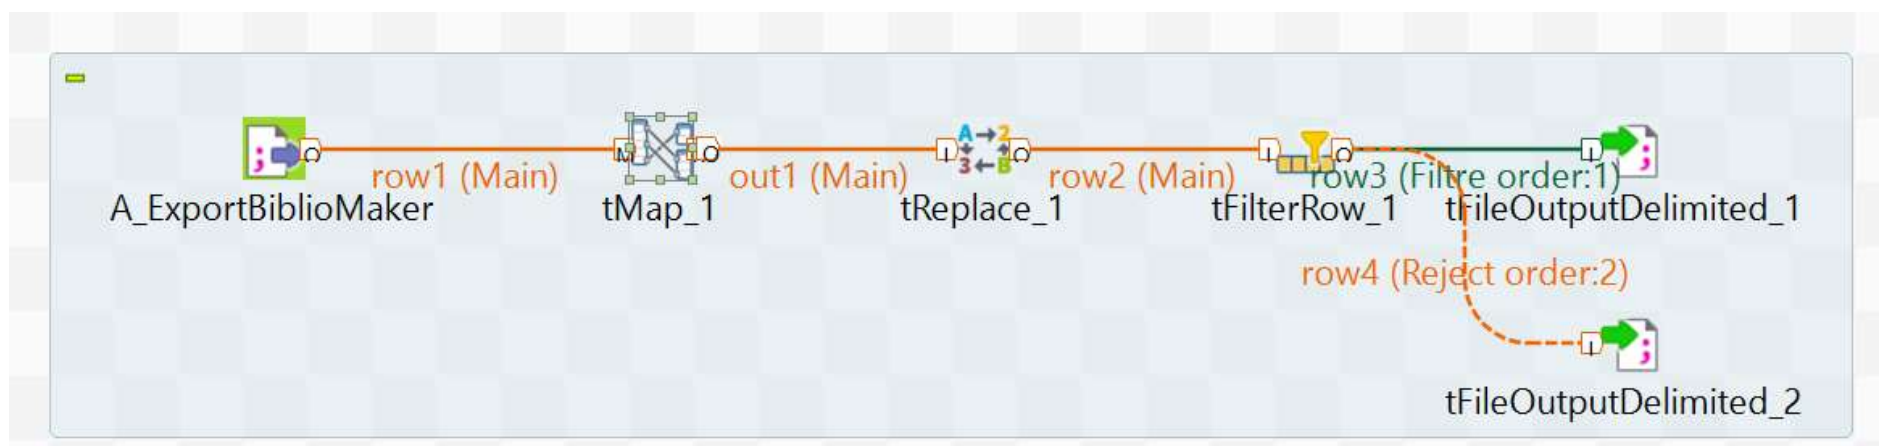 row1 (Main)
out1 (Main)
row2 (Main)
row3 (Filtre order:1)
A_ExportBiblioMaker
tMap_1
tReplace_1
tFilterRow_1
tFileOutputDelimited_1
row4 (Reject order:2)
tFileOutputDelimited_2